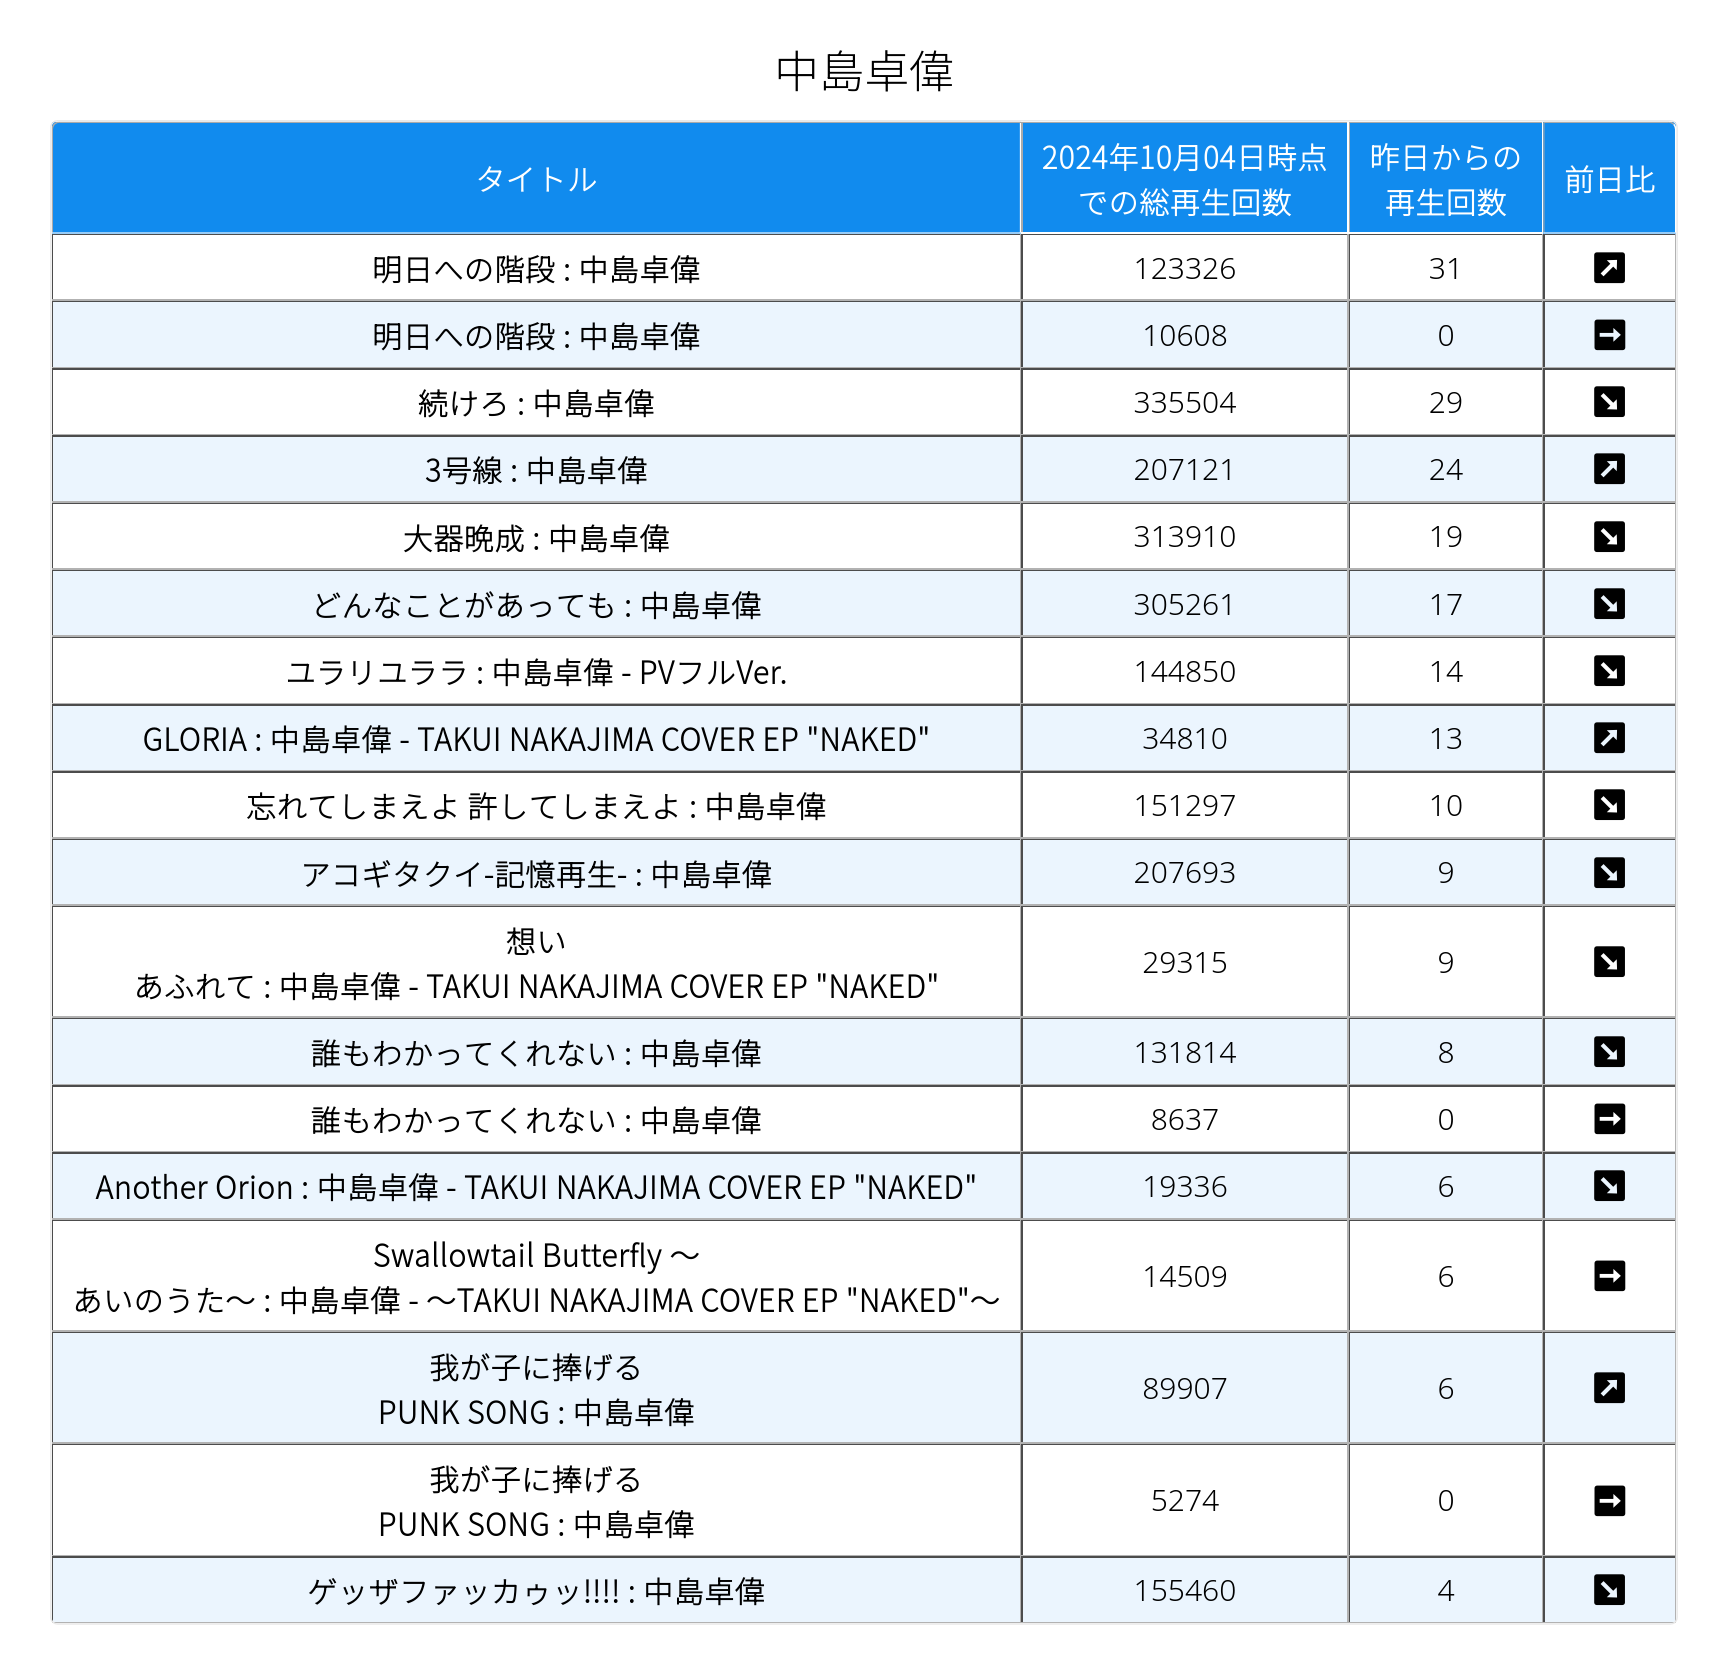 中島卓偉
タイトル
2024年10月04日時点
での総再生回数
昨日からの
再生回数
前日比
明日への階段 : 中島卓偉 123326 31 ↗
明日への階段 : 中島卓偉 10608 0 →
続けろ : 中島卓偉 335504 29 ↘
3号線 : 中島卓偉 207121 24 ↗
大器晩成 : 中島卓偉 313910 19 ↘
どんなことがあっても : 中島卓偉 305261 17 ↘
ユラリユララ : 中島卓偉 - PVフルVer. 144850 14 ↘
GLORIA : 中島卓偉 - TAKUI NAKAJIMA COVER EP "NAKED" 34810 13 ↗
忘れてしまえよ 許してしまえよ : 中島卓偉 151297 10 ↘
アコギタクイ-記憶再生- : 中島卓偉 207693 9 ↘
想い
あふれて : 中島卓偉 - TAKUI NAKAJIMA COVER EP "NAKED" 29315 9 ↘
誰もわかってくれない : 中島卓偉 131814 8 ↘
誰もわかってくれない : 中島卓偉 8637 0 →
Another Orion : 中島卓偉 - TAKUI NAKAJIMA COVER EP "NAKED" 19336 6 ↘
Swallowtail Butterfly ～
あいのうた～ : 中島卓偉 - ～TAKUI NAKAJIMA COVER EP "NAKED"～ 14509 6 →
我が子に捧げる
PUNK SONG : 中島卓偉 89907 6 ↗
我が子に捧げる
PUNK SONG : 中島卓偉 5274 0 →
ゲッザファッカゥッ!!!! : 中島卓偉 155460 4 ↘